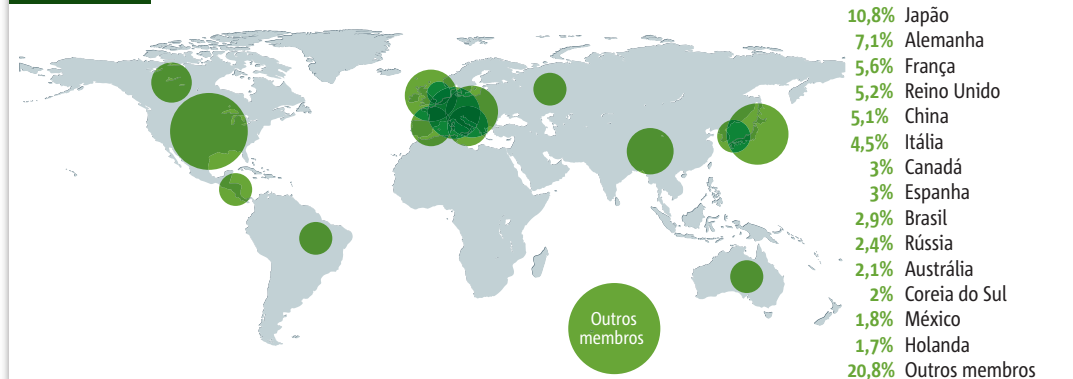 10,8% Japão
7,1% Alemanha
5,6% França
5,2% Reino Unido
5,1% China
4,5% Itália
3% Canadá
3% Espanha
2,9% Brasil
2,4% Rússia
2,1% Austrália
2% Coreia do Sul
1,8% México
1,7% Holanda
20,8% Outros membros
Outros
membros